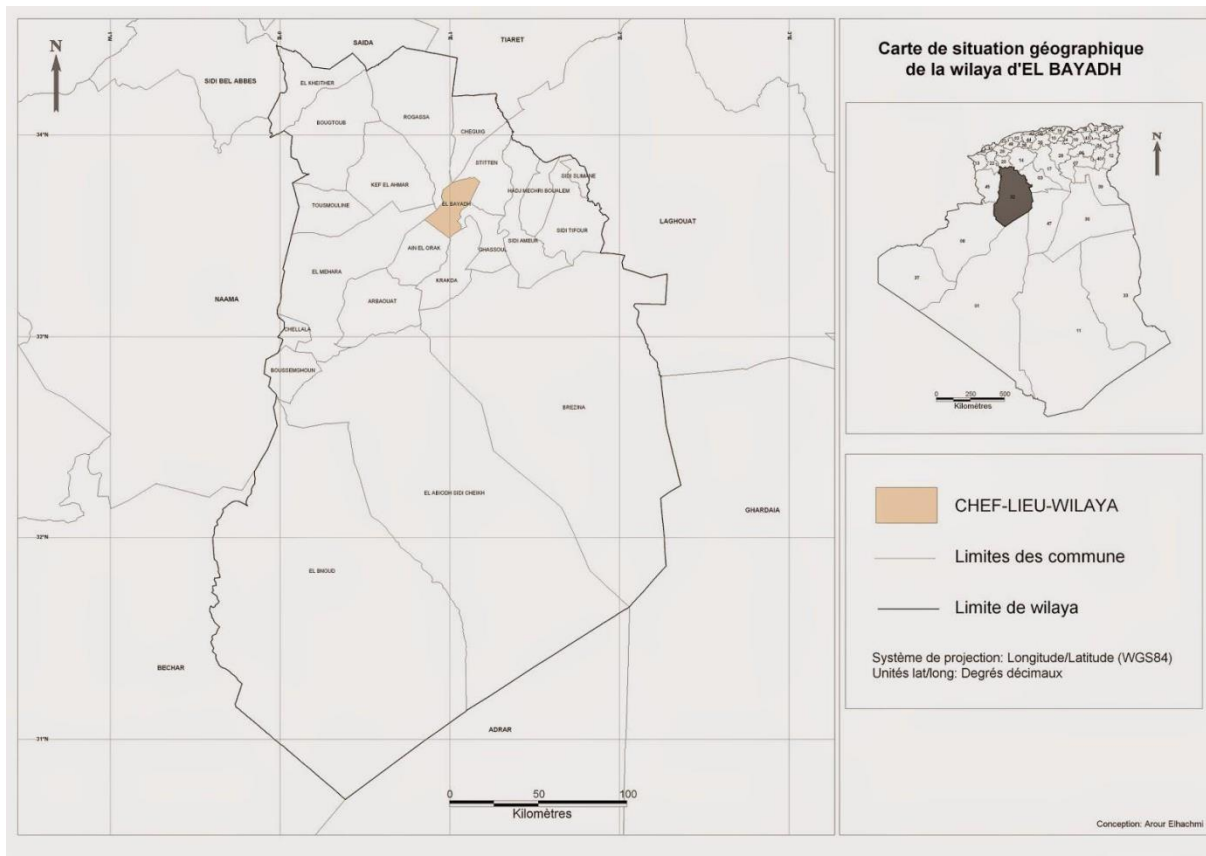 Carte de situation géographique
de la wilaya d'EL BAYADH
N
SAIDA
TIARET
SIDI BEL ABBES
EL KHEITHER
BOUGTOUB
ROGASSA
34°N
CHEGUIG
STITTEN
KEF EL AHMAR
HADJ MECHRI
BOUALEM
SIDI SLIMANE
TOUSMOULINE
EL BAYADH
LAGHOUAT
SIDI TIFOUR
SIDI AMEUR
AIN EL ORAK
GHASSOUL
EL MEHARA
KRAKDA
NAAMA
ARBAOUAT
CHELLALA
33°N
BOUSSEMGHOUN
BREZINA
EL ABIODH SIDI CHEIKH
GHARDAIA
32°N
EL BNOUD
BECHAR
ADRAR
31°N
0 50 100
Kilomètres
N
0 250 500
Kilomètres
CHEF-LIEU-WILAYA
Limites des commune
Limite de wilaya
Système de projection: Longitude/Latitude (WGS84)
Unités lat/long: Degrés décimaux
Conception: Arour Elhachmi